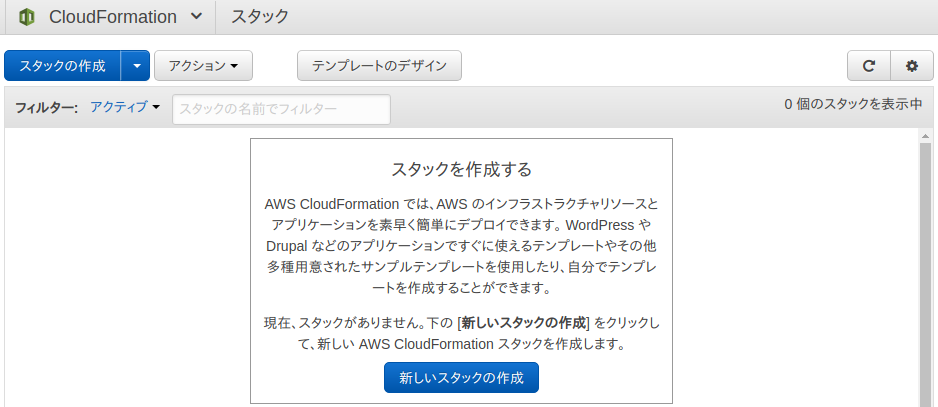 CloudFormation スタック
スタックの作成 アクション テンプレートのデザイン
フィルター: アクティブ スタックの名前でフィルター 0 個のスタックを表示中
スタックを作成する
AWS CloudFormation では、AWS のインフラストラクチャリソースと
アプリケーションを素早く簡単にデプロイできます。WordPress や
Drupal などのアプリケーションですぐに使えるテンプレートやその他
多種用意されたサンプルテンプレートを使用したり、自分でテンプレ
ートを作成することができます。
現在、スタックがありません。下の [新しいスタックの作成] をクリックし
て、新しい AWS CloudFormation スタックを作成します。
新しいスタックの作成